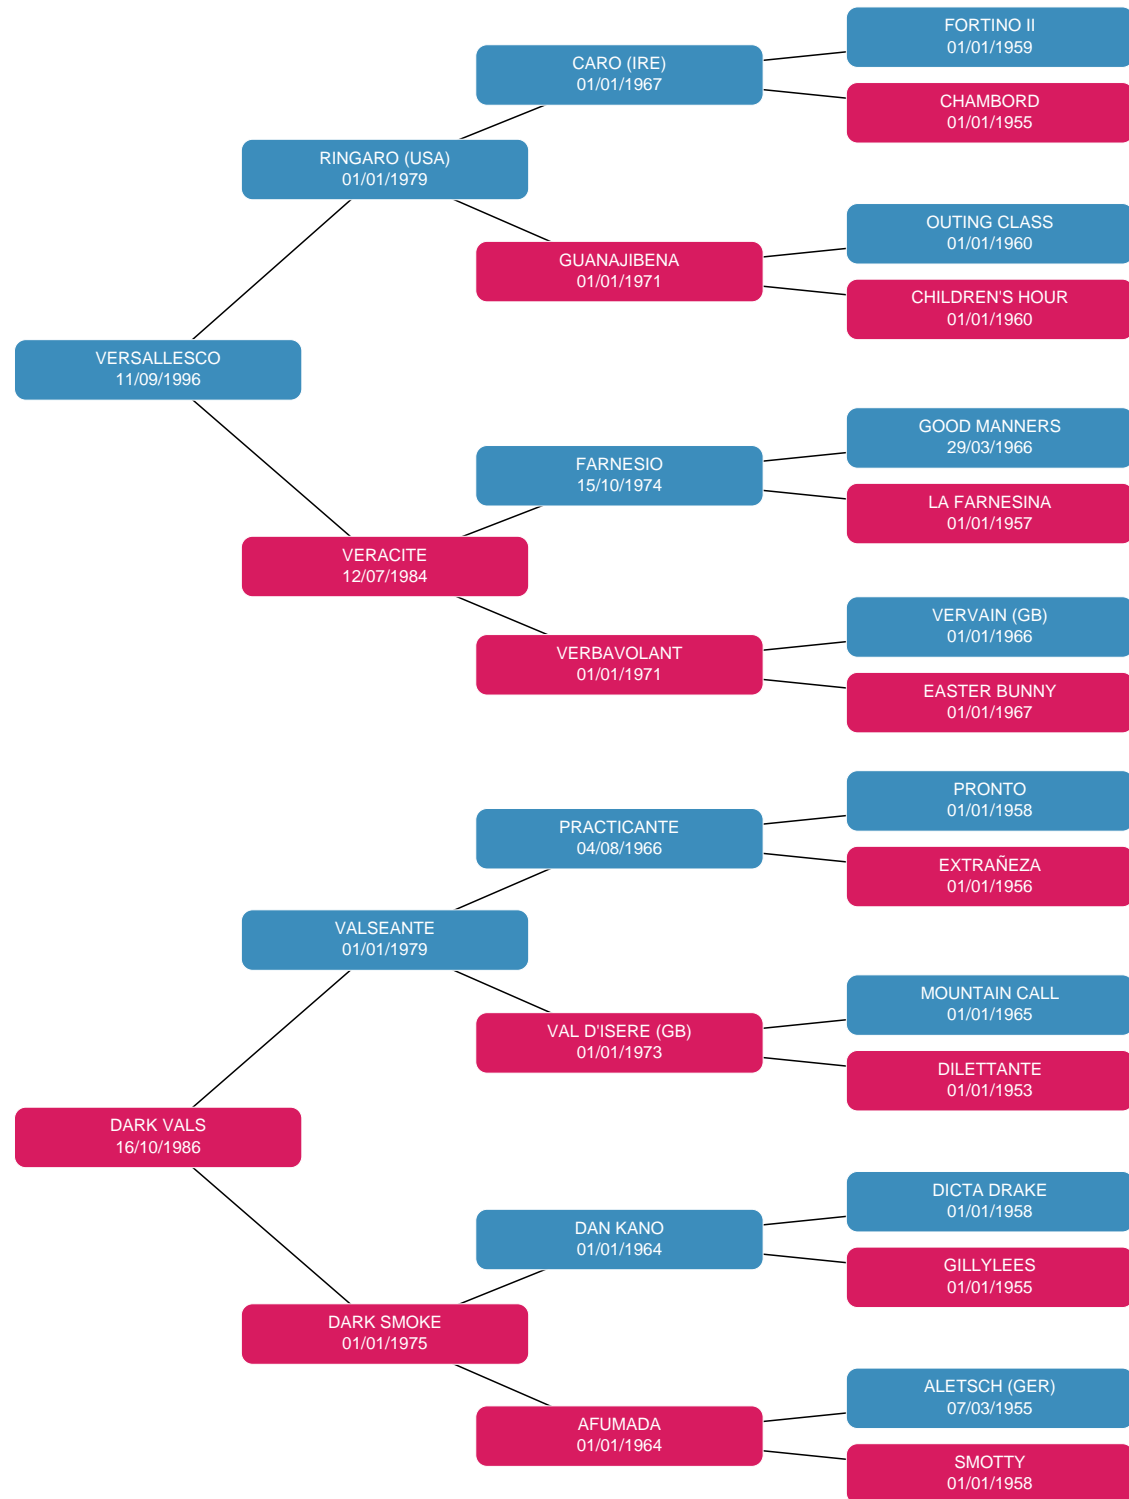 FORTINO II
01/01/1959
CARO (IRE)
01/01/1967
CHAMBORD
01/01/1955
RINGARO (USA)
01/01/1979
OUTING CLASS
01/01/1960
GUANAJIBENA
01/01/1971
CHILDREN'S HOUR
01/01/1960
VERSALLESCO
11/09/1996
GOOD MANNERS
29/03/1966
FARNESIO
15/10/1974
LA FARNESINA
01/01/1957
VERACITE
12/07/1984
VERVAIN (GB)
01/01/1966
VERBAVOLANT
01/01/1971
EASTER BUNNY
01/01/1967
PRONTO
01/01/1958
PRACTICANTE
04/08/1966
EXTRAÑEZA
01/01/1956
VALSEANTE
01/01/1979
MOUNTAIN CALL
01/01/1965
VAL D'ISERE (GB)
01/01/1973
DILETTANTE
01/01/1953
DARK VALS
16/10/1986
DICTA DRAKE
01/01/1958
DAN KANO
01/01/1964
GILLYLEES
01/01/1955
DARK SMOKE
01/01/1975
ALETSCH (GER)
07/03/1955
AFUMADA
01/01/1964
SMOTTY
01/01/1958